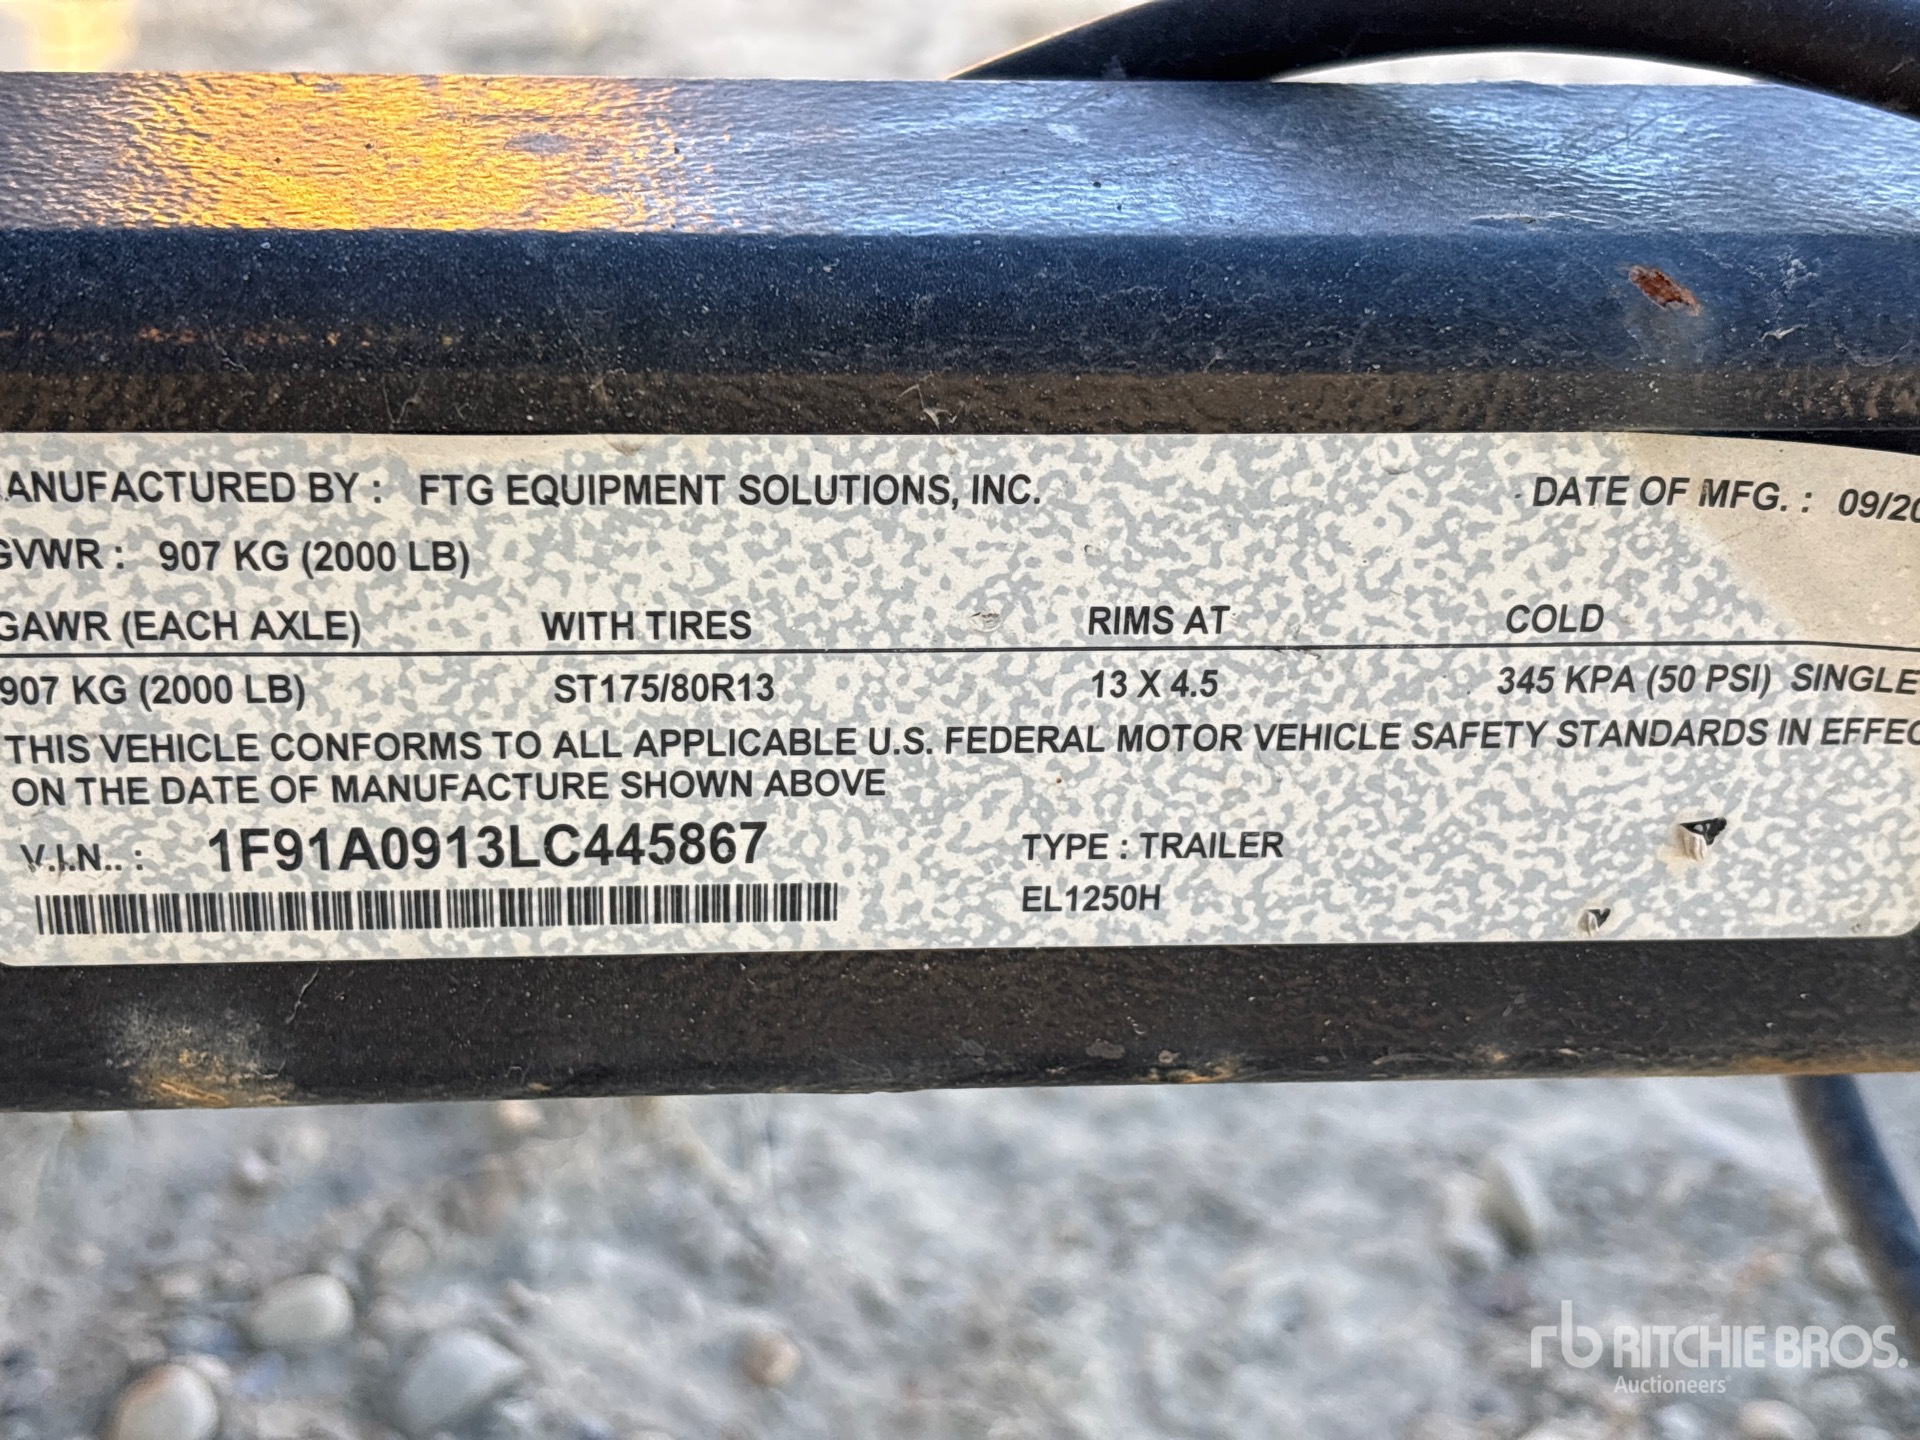 ANUFACTURED BY : FTG EQUIPMENT SOLUTIONS, INC. DATE OF MFG. : 09/20
GVWR : 907 KG (2000 LB)
GAWR (EACH AXLE) WITH TIRES RIMS AT COLD
907 KG (2000 LB) ST175/80R13 13 X 4.5 345 KPA (50 PSI) SINGLE
THIS VEHICLE CONFORMS TO ALL APPLICABLE U.S. FEDERAL MOTOR VEHICLE SAFETY STANDARDS IN EFFEC
ON THE DATE OF MANUFACTURE SHOWN ABOVE
V.I.N.. : 1F91A0913LC445867 TYPE : TRAILER
EL1250H
rb RITCHIE BROS.
Auctioneers